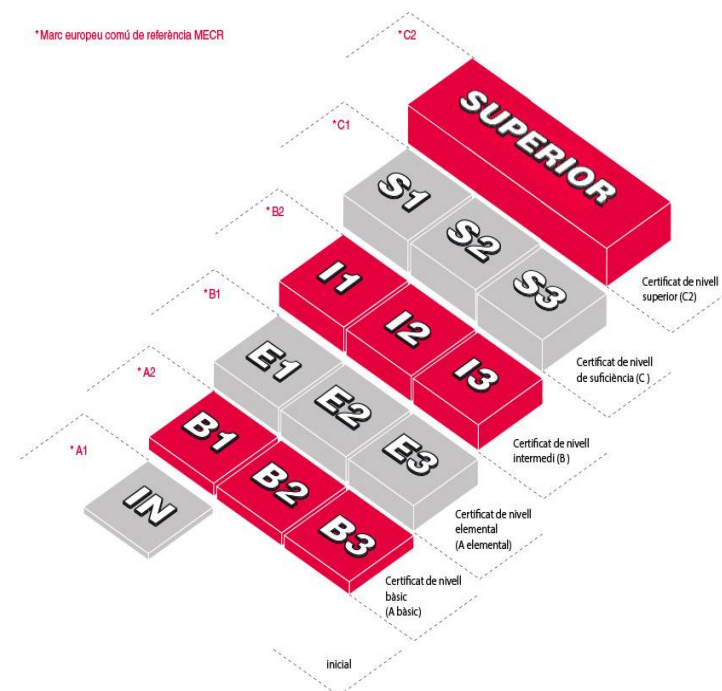 *Marc europeu comú de referència MECR
*C2
SUPERIOR
*C1
S1
S2
S3
Certificat de nivell
superior (C2)
*B2
I1
I2
I3
Certificat de nivell
de suficiència (C )
*B1
E1
E2
E3
Certificat de nivell
intermedi (B )
*A2
B1
B2
B3
Certificat de nivell
elemental
(A elemental)
*A1
IN
Certificat de nivell
bàsic
(A bàsic)
inicial